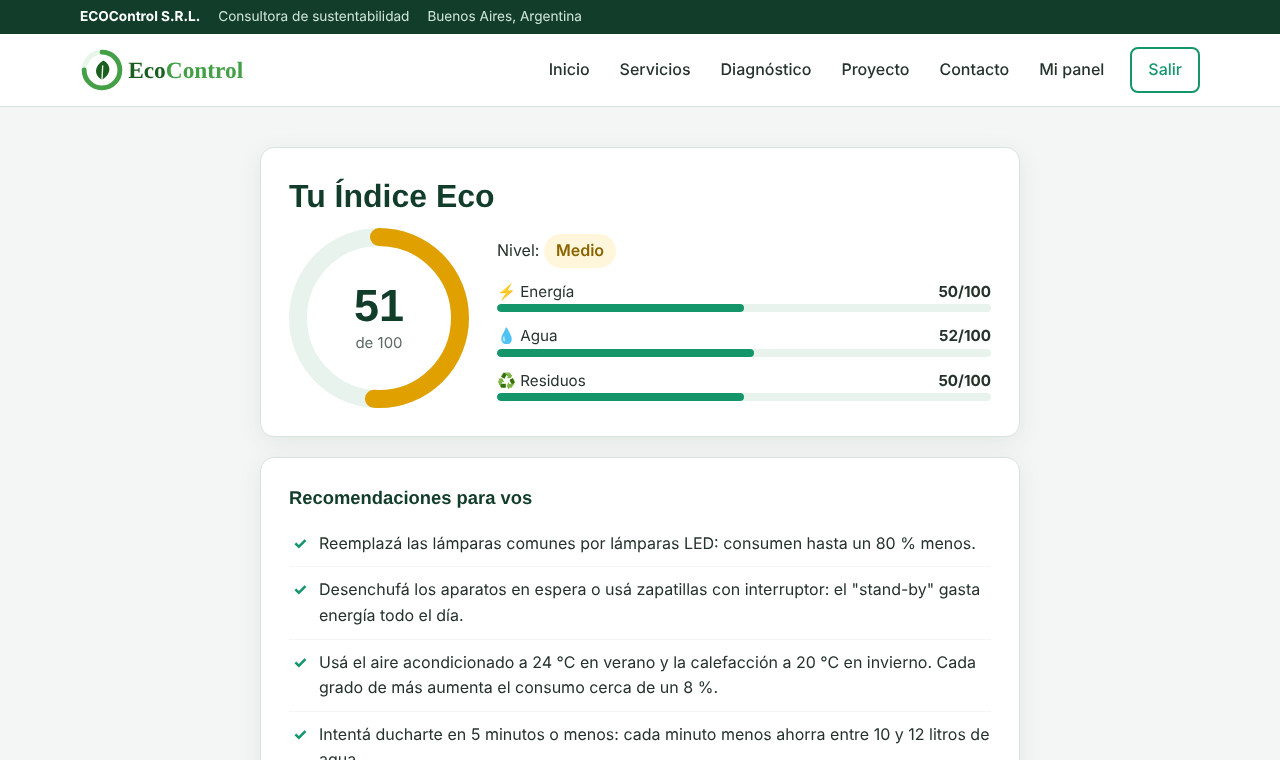 ECOControl S.R.L. Consultora de sustentabilidad Buenos Aires, Argentina
EcoControl
Inicio Servicios Diagnóstico Proyecto Contacto Mi panel Salir
Tu Índice Eco
51
de 100
Nivel: Medio
⚡ Energía 50/100
💧 Agua 52/100
♻️ Residuos 50/100
Recomendaciones para vos
✓ Reemplazá las lámparas comunes por lámparas LED: consumen hasta un 80 % menos.
✓ Desenchufá los aparatos en espera o usá zapatillas con interruptor: el "stand-by" gasta
energía todo el día.
✓ Usá el aire acondicionado a 24 °C en verano y la calefacción a 20 °C en invierno. Cada
grado de más aumenta el consumo cerca de un 8 %.
✓ Intentá ducharte en 5 minutos o menos: cada minuto menos ahorra entre 10 y 12 litros de
agua.